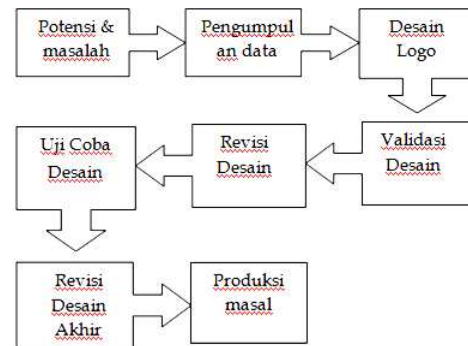 Potensi &
masalah
Pengumpul
an data
Desain
Logo
Validasi
Desain
Revisi
Desain
Uji Coba
Desain
Revisi
Desain
Akhir
Produksi
masal